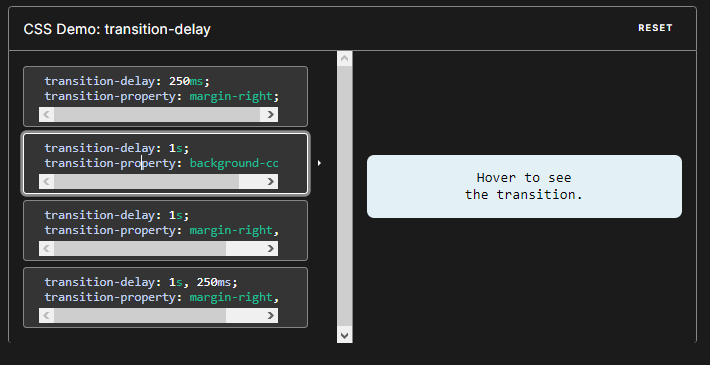 CSS Demo: transition-delay
RESET
transition-delay: 250ms;
transition-property: margin-right;
transition-delay: 1s;
transition-property: background-cc
transition-delay: 1s;
transition-property: margin-right,
transition-delay: 1s, 250ms;
transition-property: margin-right,
Hover to see
the transition.